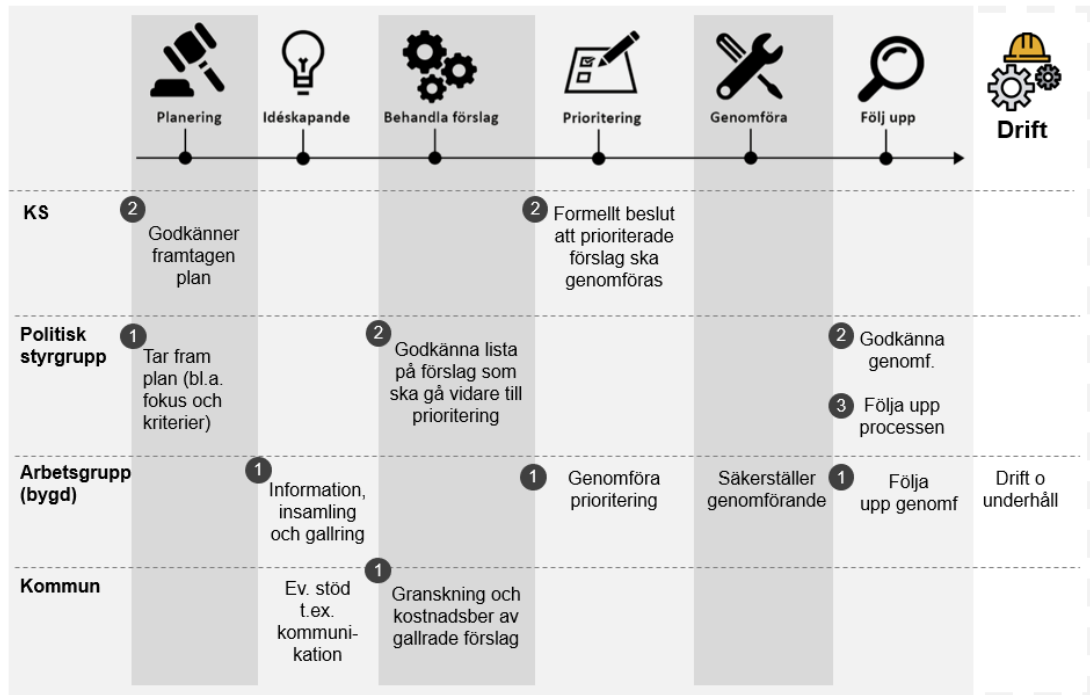 Planering
Idéskapande
Behandla förslag
Prioritering
Genomföra
Följ upp
Drift
KS
2
Godkänner
framtagen
plan
2
Formellt beslut
att prioriterade
förslag ska
genomföras
Politisk
styrgrupp
1
Tar fram
plan (bl.a.
fokus och
kriterier)
2
Godkänna lista
på förslag som
ska gå vidare till
prioritering
2
Godkänna
genomf.
3
Följa upp
processen
Arbetsgrupp
(bygd)
1
Information,
insamling
och gallring
1
Genomföra
prioritering
Säkerställer
genomförande
1
Följa
upp genomf
Drift o
underhåll
Kommun
Ev. stöd
t.ex.
kommuni-
kation
1
Granskning och
kostnadsber av
gallrade förslag